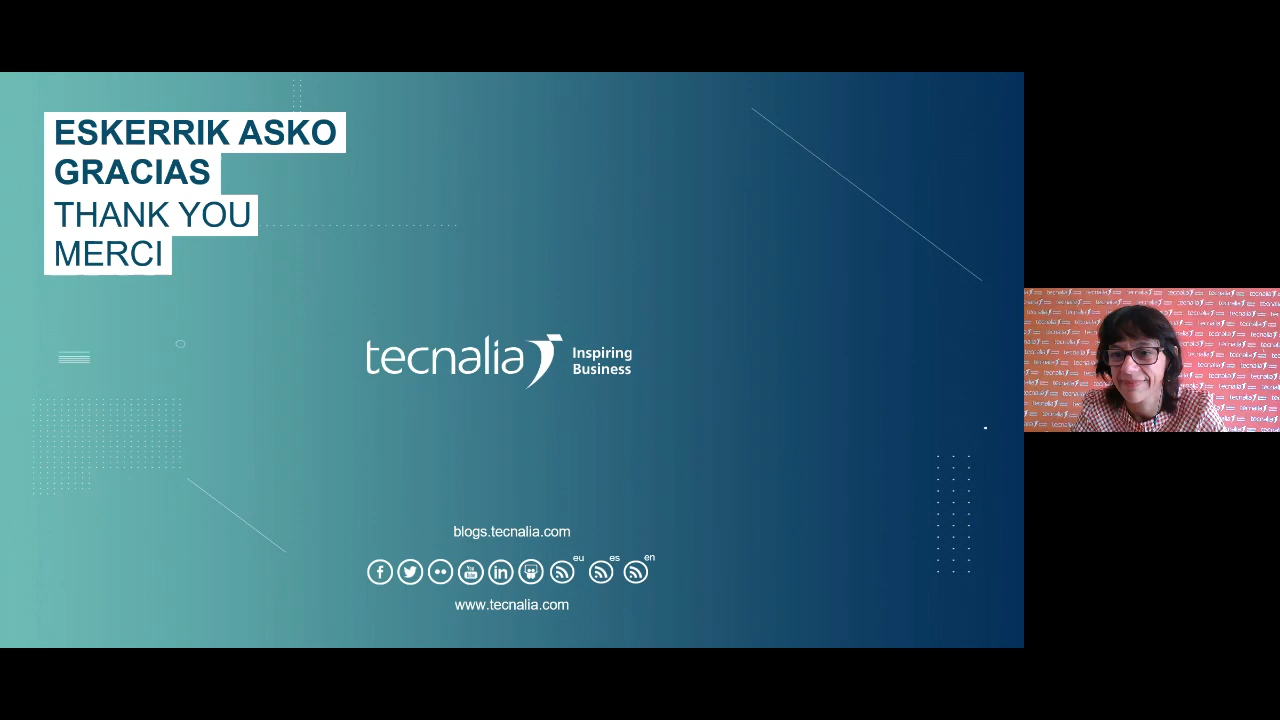 ESKERRIK ASKO
GRACIAS
THANK YOU
MERCI
tecnalia Inspiring
Business
blogs.tecnalia.com
eu es en
www.tecnalia.com